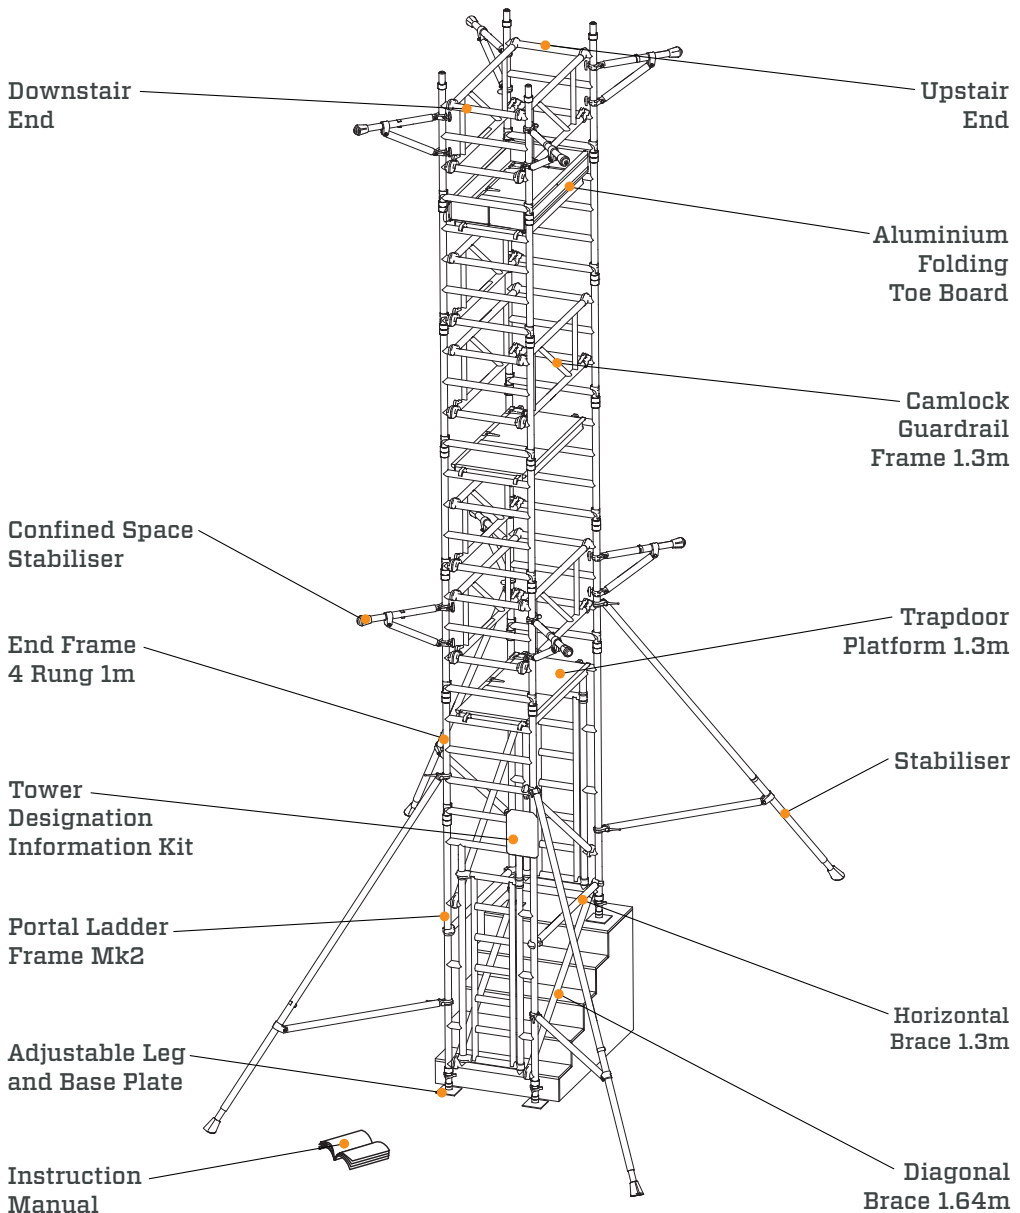 Downstair
End
Upstair
End
Aluminium
Folding
Toe Board
Camlock
Guardrail
Frame 1.3m
Confined Space
Stabiliser
End Frame
4 Rung 1m
Trapdoor
Platform 1.3m
Stabiliser
Tower
Designation
Information Kit
Portal Ladder
Frame Mk2
Horizontal
Brace 1.3m
Adjustable Leg
and Base Plate
Instruction
Manual
Diagonal
Brace 1.64m